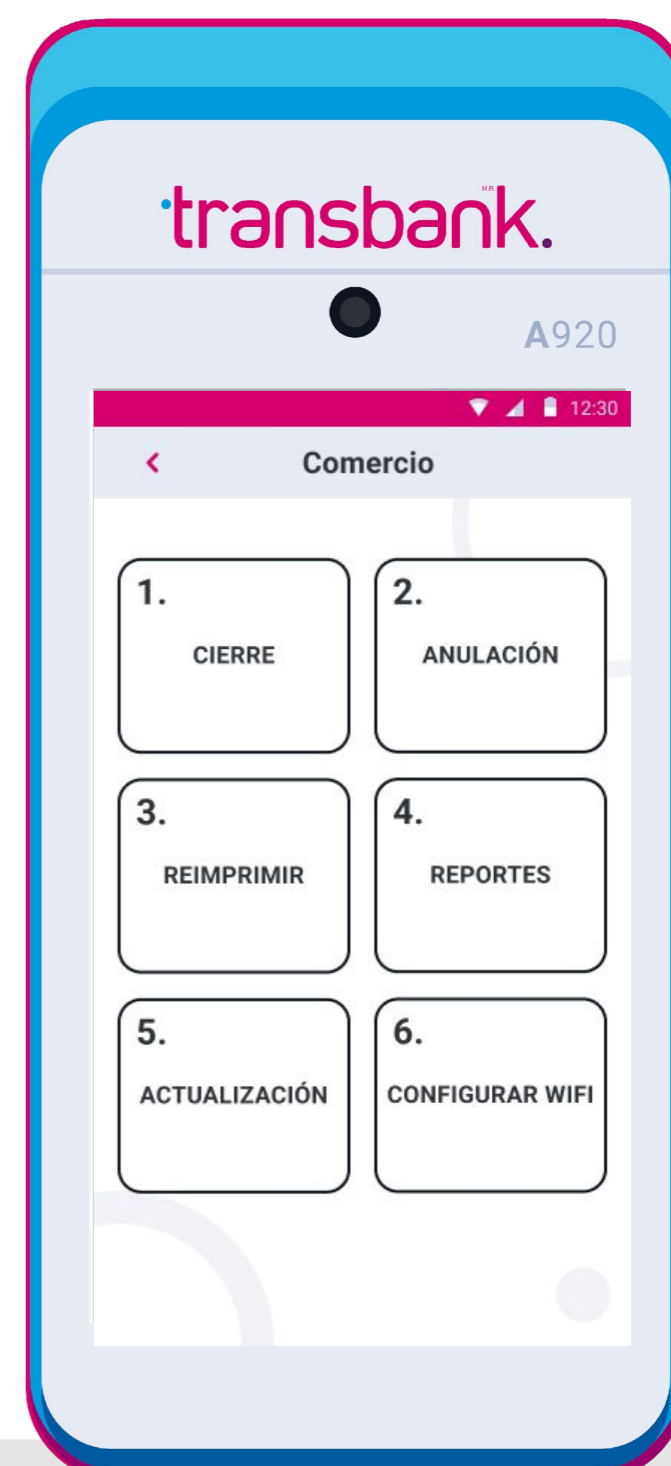 transbank.
M.R
A920
12:30
Comercio
1.
CIERRE
2.
ANULACIÓN
3.
REIMPRIMIR
4.
REPORTES
5.
ACTUALIZACIÓN
6.
CONFIGURAR WIFI